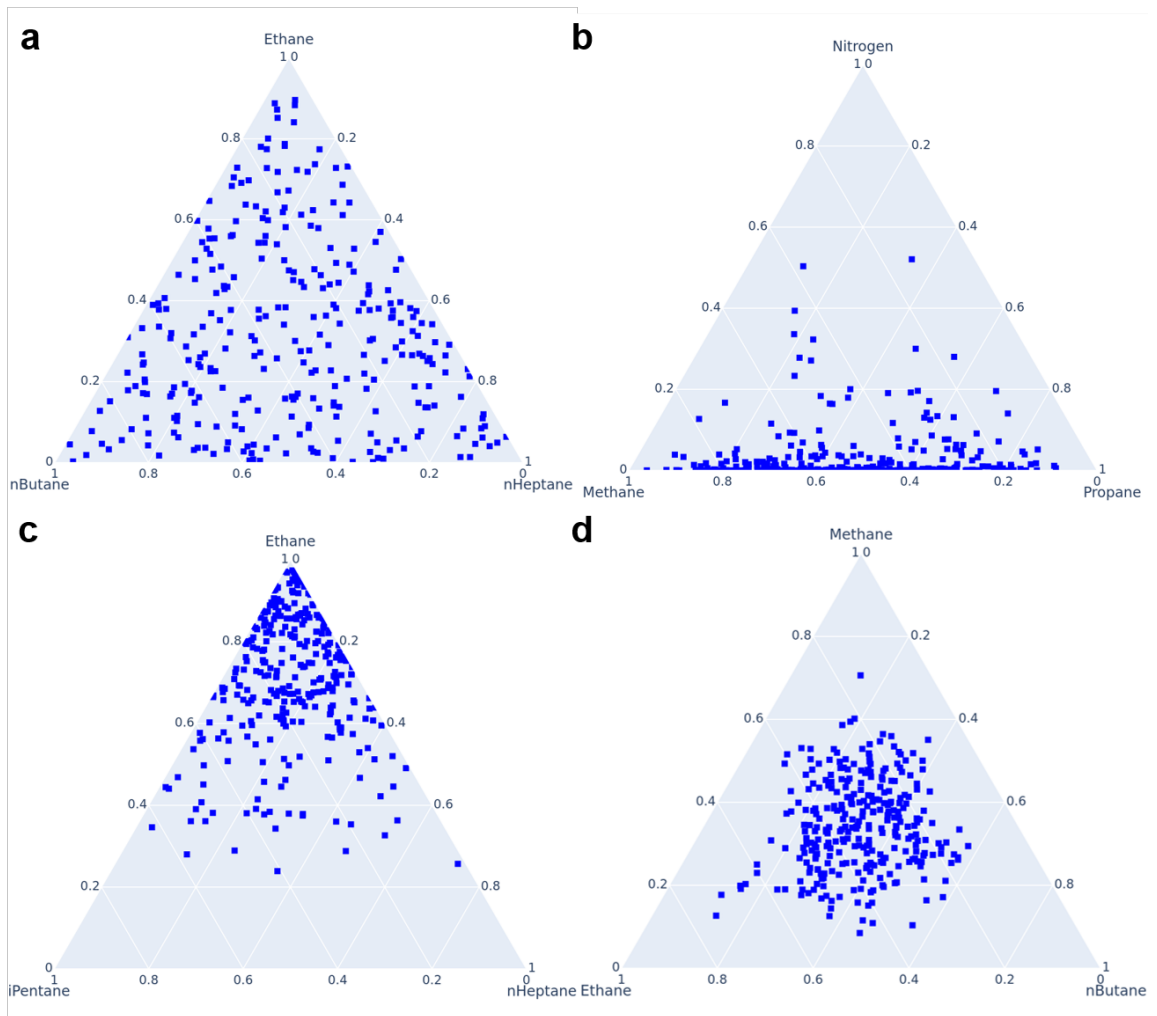 a
Ethane
1 0
0.8 0.2
0.6 0.4
0.4 0.6
0.2 0.8
0 1
1 0.8 0.6 0.4 0.2 0
nButane nHeptane
b
Nitrogen
1 0
0.8 0.2
0.6 0.4
0.4 0.6
0.2 0.8
0 1
1 0.8 0.6 0.4 0.2 0
Methane Propane
c
Ethane
1 0
0.8 0.2
0.6 0.4
0.4 0.6
0.2 0.8
0 1
1 0.8 0.6 0.4 0.2 0
iPentane nHeptane
d
Methane
1 0
0.8 0.2
0.6 0.4
0.4 0.6
0.2 0.8
0 1
1 0.8 0.6 0.4 0.2 0
Ethane nButane